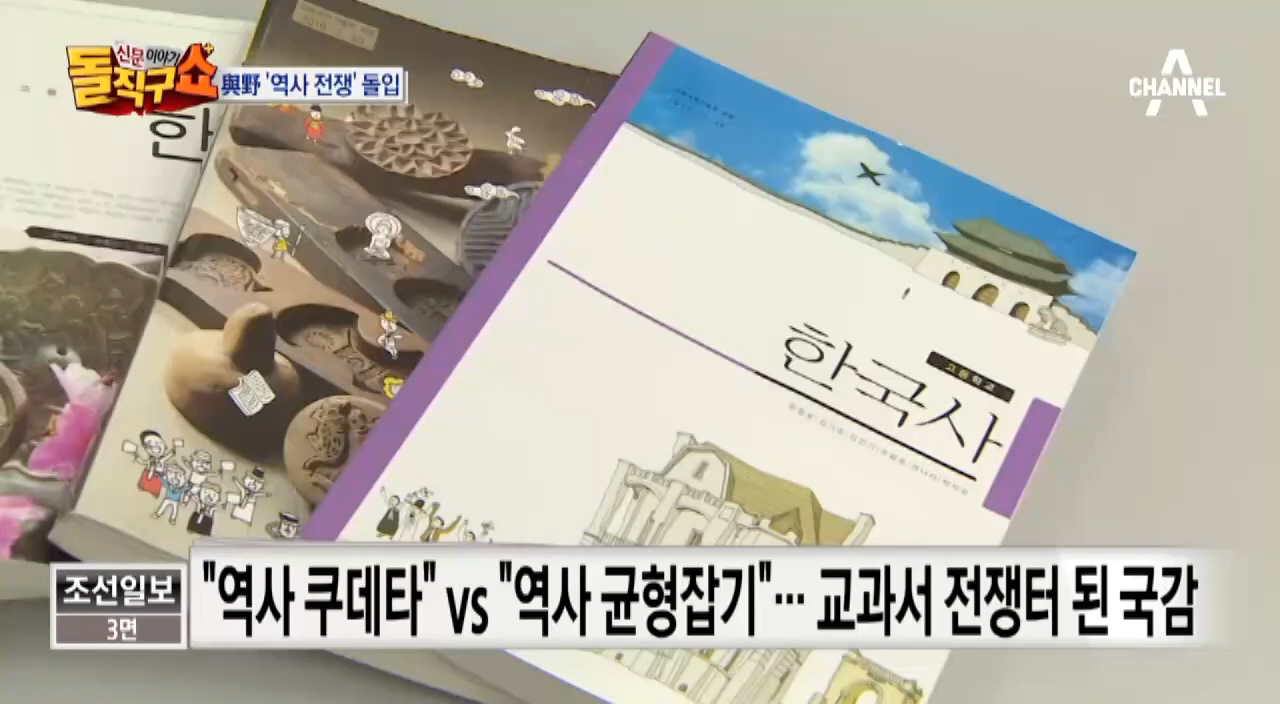 신문이야기
돌직구쇼+
與野 '역사 전쟁' 돌입
CHANNEL A
한
고등학교
한국사
조선일보
3면
"역사 쿠데타" vs "역사 균형잡기"… 교과서 전쟁터 된 국감